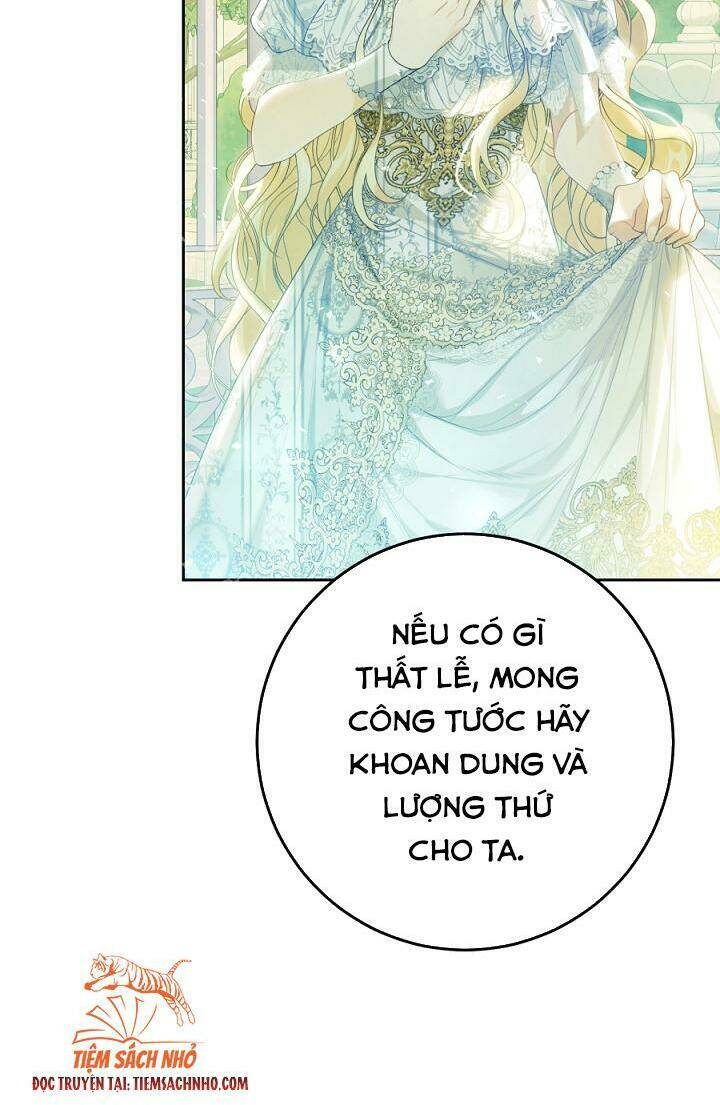 NẾU CÓ GÌ
THẤT LỄ, MONG
CÔNG TƯỚC HÃY
KHOAN DUNG VÀ
LƯỢNG THỨ
CHO TA.
TIỆM SÁCH NHỎ
ĐỌC TRUYỆN TẠI: TIEMSACHNHO.COM